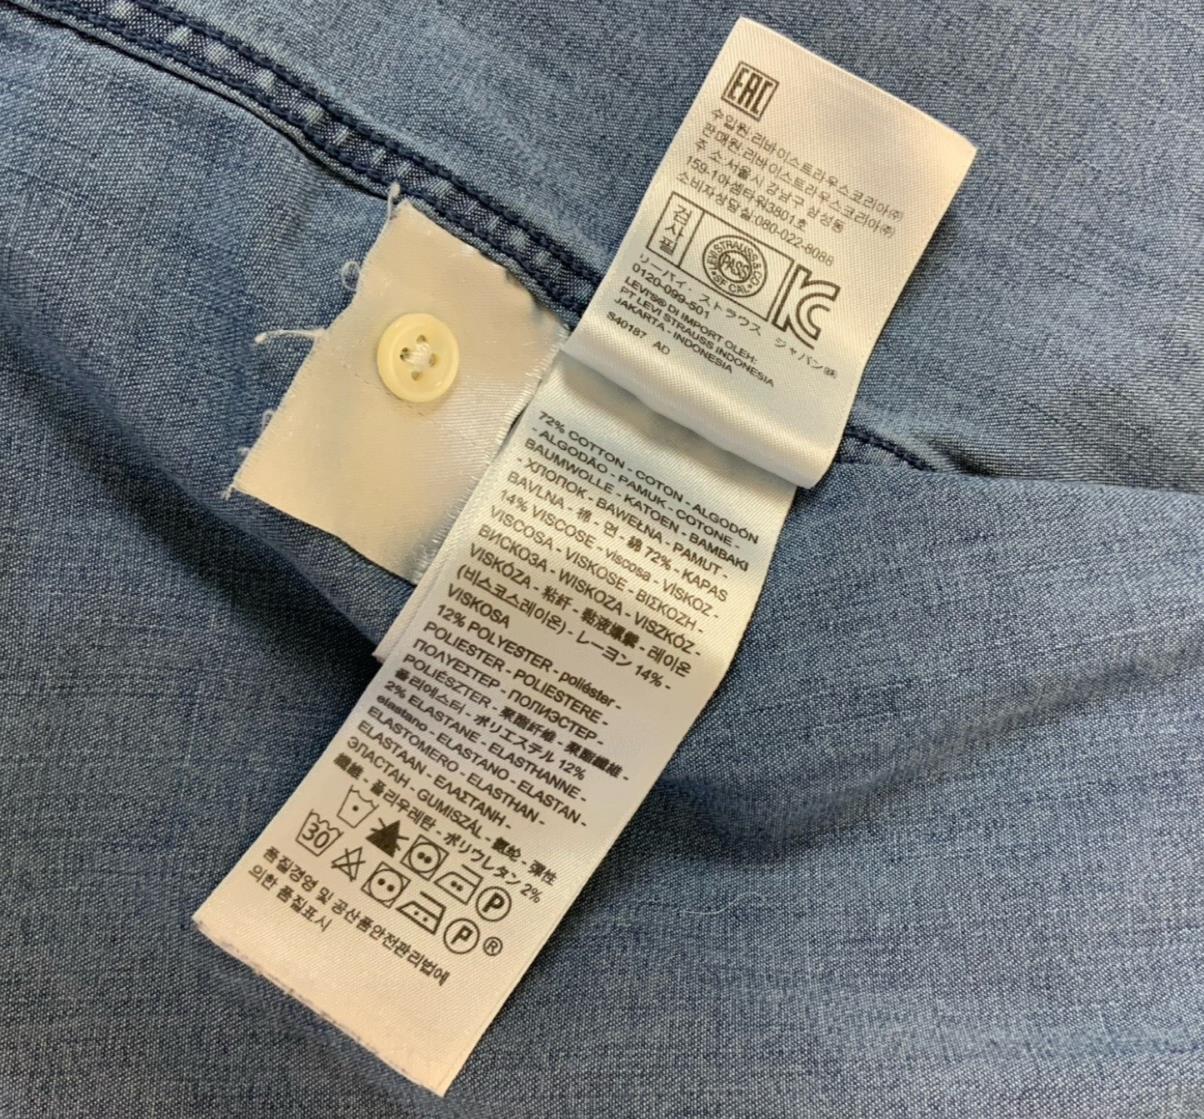 EAC
수입원:리바이스트라우스코리아㈜
판매원:리바이스트라우스코리아㈜
주 소:서울시 강남구 삼성동
159-1아셈타워3801호
소비자상담실:080-022-8088
검사필
LEVI STRAUSS & CO
PASS
SF CAL
KC
リーバイ・ストラウス ジャパン㈱
0120-099-501
LEVI'S® DI IMPORT OLEH:
PT LEVI STRAUSS INDONESIA
JAKARTA - INDONESIA
S40187 AD
72% COTTON - COTON - ALGODÓN
- ALGODÃO - PAMUK - COTONE -
BAUMWOLLE - KATOEN - BAMBAKI
- ХЛОПОК - BAWEŁNA - PAMUT -
BAVLNA - 棉 - 면 - 綿 72% - KAPAS
14% VISCOSE - viscosa - VİSKOZ -
VISCOSA - VISKOSE - ΒΙΣΚΟΖΗ -
ВИСКОЗА - WISKOZA - VISZKÓZ -
VISKÓZA - 粘纤 - 黏液嫘縈 - 레이온
(비스코스레이온) - レーヨン 14% -
VISKOSA
12% POLYESTER - poliéster -
POLIESTER - POLIESTERE -
ΠΟΛΥΕΣΤΕΡ - ПОЛИЭСТЕР -
POLIÉSZTER - 聚酯纤维 - 聚酯纖維 -
폴리에스터 - ポリエステル 12%
2% ELASTANE - ELASTHANNE -
elastano - ELASTANO - ELASTAN -
ELASTOMERO - ELASTHAN -
ELASTAAN - ΕΛΑΣΤΑΝΗ -
ЭЛАСТАН - GUMISZÁL - 氨纶 - 彈性
纖維 - 폴리우레탄 - ポリウレタン 2%
P
30 P ®
품질경영 및 공산품안전관리법에
의한 품질표시